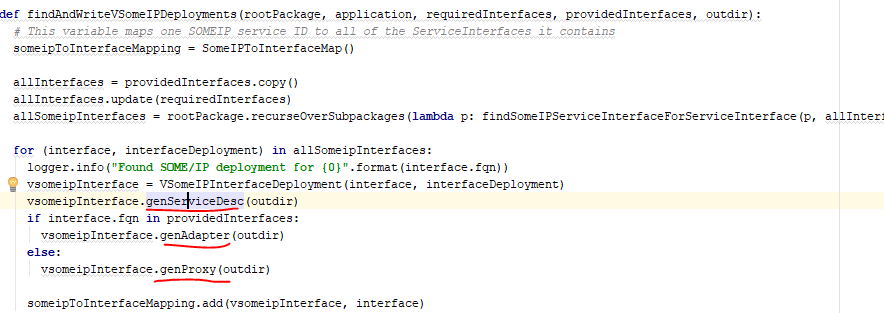 def findAndWriteVSomeIPDeployments(rootPackage, application, requiredInterfaces, providedInterfaces, outdir):
# This variable maps one SOMEIP service ID to all of the ServiceInterfaces it contains
someipToInterfaceMapping = SomeIPToInterfaceMap()
allInterfaces = providedInterfaces.copy()
allInterfaces.update(requiredInterfaces)
allSomeipInterfaces = rootPackage.recurseOverSubpackages(lambda p: findSomeIPServiceInterfaceForServiceInterface(p, allInterf
for (interface, interfaceDeployment) in allSomeipInterfaces:
logger.info("Found SOME/IP deployment for {0}".format(interface.fqn))
vsomeipInterface = VSomeIPInterfaceDeployment(interface, interfaceDeployment)
vsomeipInterface.genServiceDesc(outdir)
if interface.fqn in providedInterfaces:
vsomeipInterface.genAdapter(outdir)
else:
vsomeipInterface.genProxy(outdir)
someipToInterfaceMapping.add(vsomeipInterface, interface)